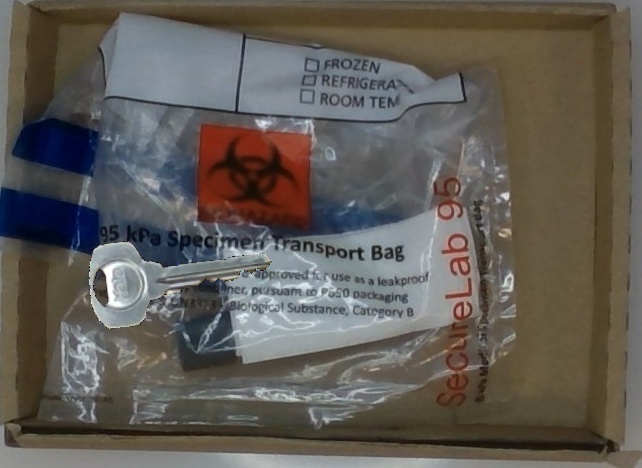 FROZEN
REFRIGERA
ROOM TEM
95 kPa Specimen Transport Bag
approved for use as a leakproof
pursuant to P650 packaging
Biological Substance, Category B
SecureLab 95